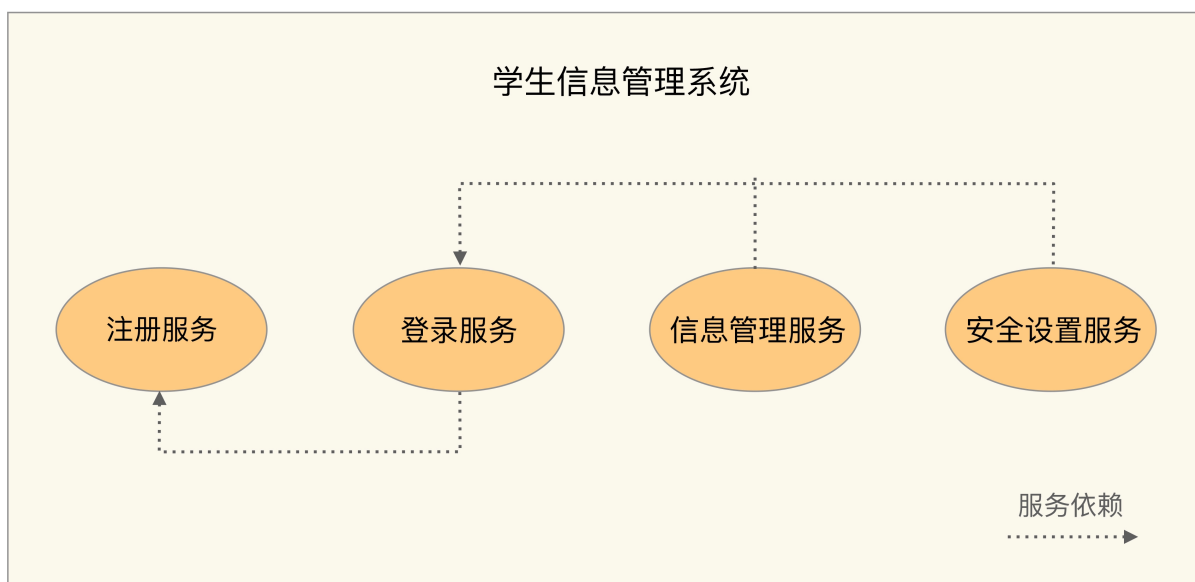 学生信息管理系统
注册服务
登录服务
信息管理服务
安全设置服务
服务依赖